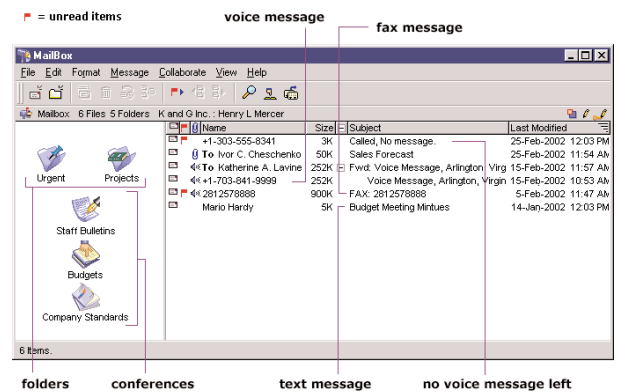 = unread items
voice message
fax message
MailBox
File Edit Format Message Collaborate View Help
Mailbox 6 Files 5 Folders K and G Inc. : Henry L Mercer
Name Size Subject Last Modified
+1-303-555-8341 3K Called, No message. 25-Feb-2002 12:03 PM
To Ivor C. Cheschenko 50K Sales Forecast 25-Feb-2002 11:54 AM
To Katherine A. Lavine 252K Fwd: Voice Message, Arlington, Virg 15-Feb-2002 11:57 AM
+1-703-841-9999 252K Voice Message, Arlington, Virgin 15-Feb-2002 10:53 AM
2812578888 900K FAX: 2812578888 5-Feb-2002 11:47 AM
Mario Hardy 5K Budget Meeting Mintues 14-Jan-2002 12:03 PM
Urgent Projects
Staff Bulletins
Budgets
Company Standards
6 Items.
folders conferences text message no voice message left